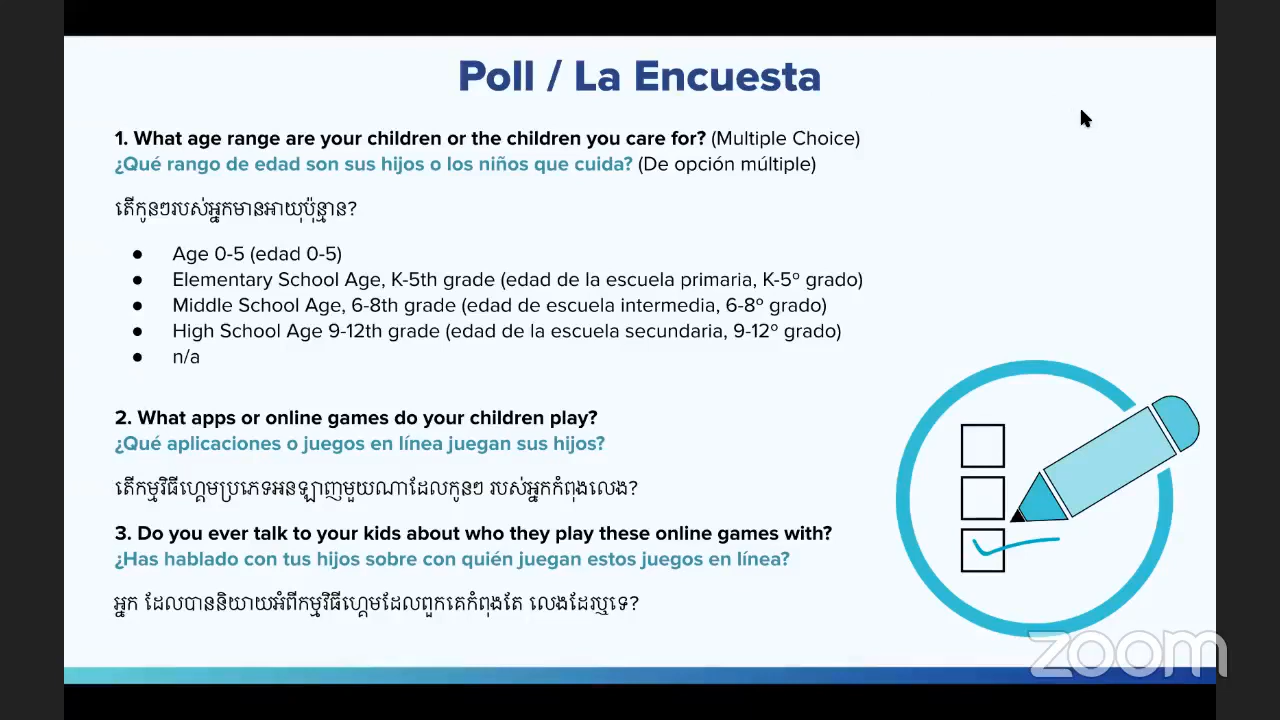 Poll / La Encuesta
1. What age range are your children or the children you care for? (Multiple Choice)
¿Qué rango de edad son sus hijos o los niños que cuida? (De opción múltiple)
តើកូនៗរបស់អ្នកមានអាយុប៉ុន្មាន?
● Age 0-5 (edad 0-5)
● Elementary School Age, K-5th grade (edad de la escuela primaria, K-5º grado)
● Middle School Age, 6-8th grade (edad de escuela intermedia, 6-8º grado)
● High School Age 9-12th grade (edad de la escuela secundaria, 9-12º grado)
● n/a
2. What apps or online games do your children play?
¿Qué aplicaciones o juegos en línea juegan sus hijos?
តើកម្មវិធីហ្គេមប្រភេទអនឡាញមួយណាដែលកូនៗ របស់អ្នកកំពុងលេង?
3. Do you ever talk to your kids about who they play these online games with?
¿Has hablado con tus hijos sobre con quién juegan estos juegos en línea?
អ្នក ដែលបាននិយាយអំពីកម្មវិធីហ្គេមដែលពួកគេកំពុងតែ លេងដែរឬទេ?
zoom